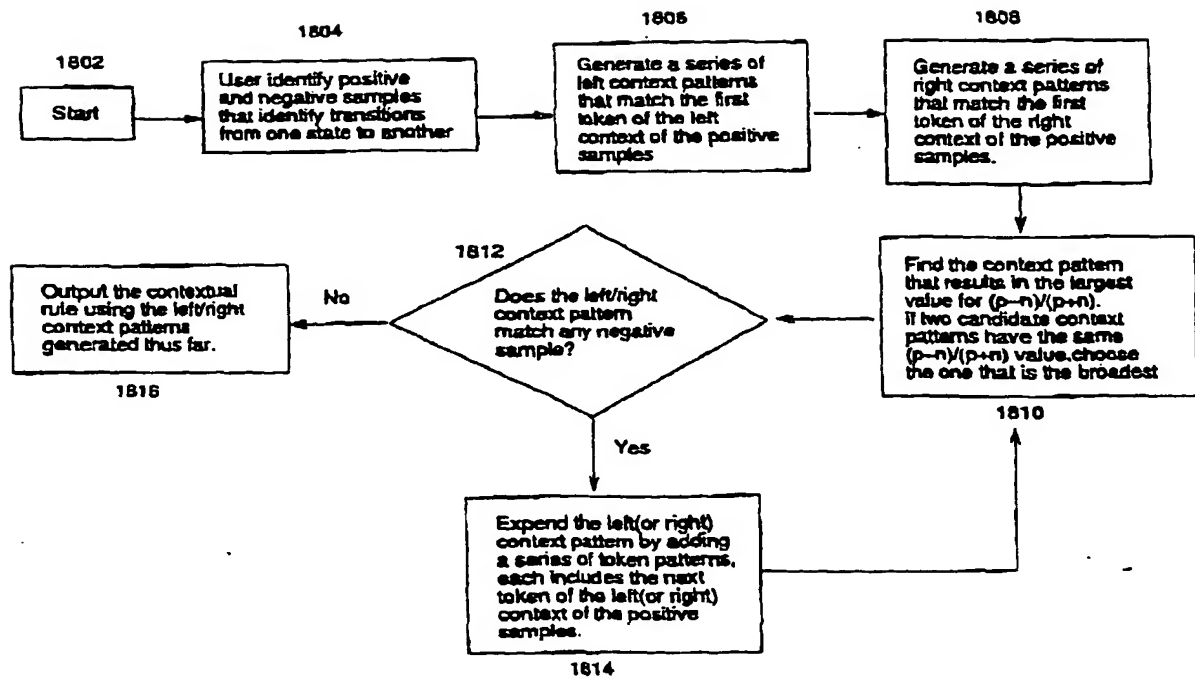 1802
Start
1804
User identify positive
and negative samples
that identify transitions
from one state to another
1806
Generate a series of
left context patterns
that match the first
token of the left
context of the positive
samples
1808
Generate a series of
right context patterns
that match the first
token of the right
context of the positive
samples.
Find the context pattern
that results in the largest
value for (p-n)/(p+n).
If two candidate context
patterns have the same
(p-n)/(p+n) value,choose
the one that is the broadest
1810
1812
Does the left/right
context pattern
match any negative
sample?
No
Output the contextual
rule using the left/right
context patterns
generated thus far.
1816
Yes
Expend the left(or right)
context pattern by adding
a series of token patterns,
each includes the next
token of the left(or right)
context of the positive
samples.
1814